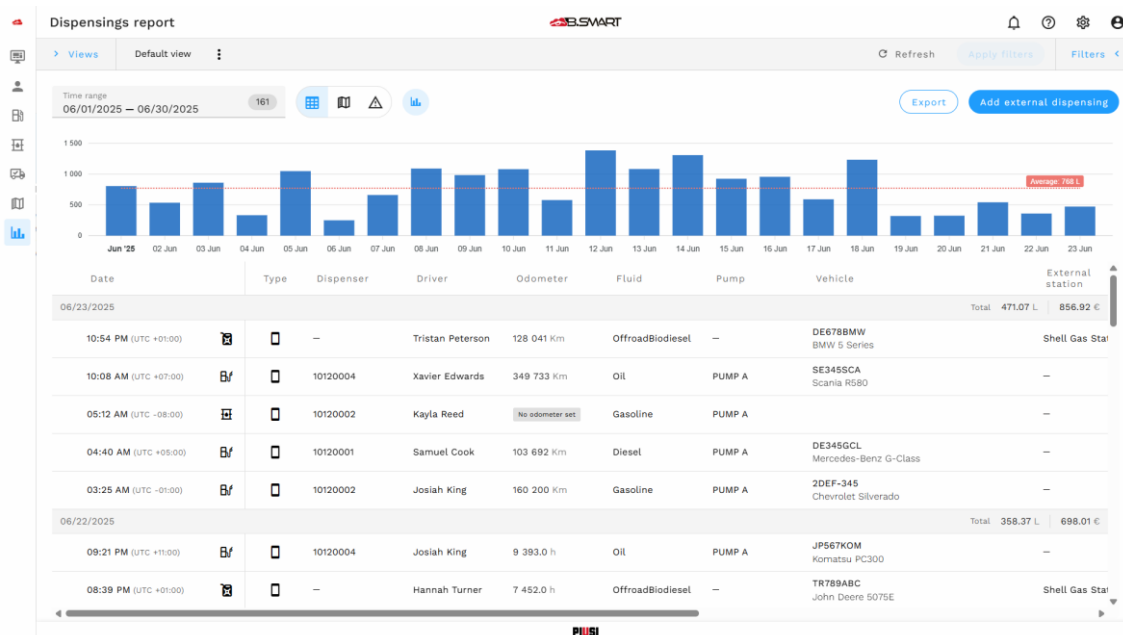 Dispensings report
B.SMART
Views
Default view
Refresh
Apply filters
Filters
Time range
06/01/2025 — 06/30/2025
161
Export
Add external dispensing
1 500
1 000
500
0
Average: 768 L
Jun '25 02 Jun 03 Jun 04 Jun 05 Jun 06 Jun 07 Jun 08 Jun 09 Jun 10 Jun 11 Jun 12 Jun 13 Jun 14 Jun 15 Jun 16 Jun 17 Jun 18 Jun 19 Jun 20 Jun 21 Jun 22 Jun 23 Jun
Date Type Dispenser Driver Odometer Fluid Pump Vehicle External
station
06/23/2025 Total 471.07 L 856.92 €
10:54 PM (UTC +01:00) – Tristan Peterson 128 041 Km OffroadBiodiesel – DE678BMW Shell Gas Stat
BMW 5 Series
10:08 AM (UTC +07:00) 10120004 Xavier Edwards 349 733 Km Oil PUMP A SE345SCA –
Scania R580
05:12 AM (UTC -08:00) 10120002 Kayla Reed No odometer set Gasoline PUMP A –
04:40 AM (UTC +05:00) 10120001 Samuel Cook 103 692 Km Diesel PUMP A DE345GCL –
Mercedes-Benz G-Class
03:25 AM (UTC -01:00) 10120002 Josiah King 160 200 Km Gasoline PUMP A 2DEF-345 –
Chevrolet Silverado
06/22/2025 Total 358.37 L 698.01 €
09:21 PM (UTC +11:00) 10120004 Josiah King 9 393.0 h Oil PUMP A JP567KOM –
Komatsu PC300
08:39 PM (UTC +01:00) – Hannah Turner 7 452.0 h OffroadBiodiesel – TR789ABC Shell Gas Stat
John Deere 5075E
PIUSI